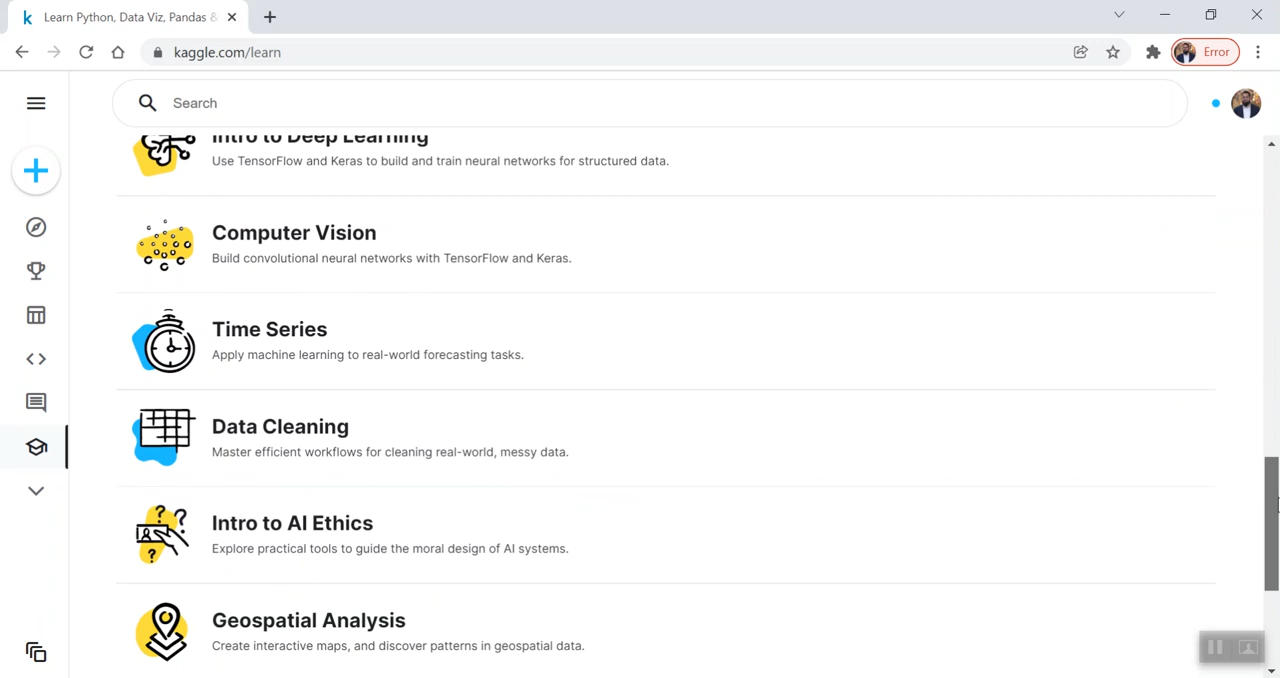 Learn Python, Data Viz, Pandas &
kaggle.com/learn
Error
Search
Intro to Deep Learning
Use TensorFlow and Keras to build and train neural networks for structured data.
Computer Vision
Build convolutional neural networks with TensorFlow and Keras.
Time Series
Apply machine learning to real-world forecasting tasks.
Data Cleaning
Master efficient workflows for cleaning real-world, messy data.
Intro to AI Ethics
Explore practical tools to guide the moral design of AI systems.
Geospatial Analysis
Create interactive maps, and discover patterns in geospatial data.